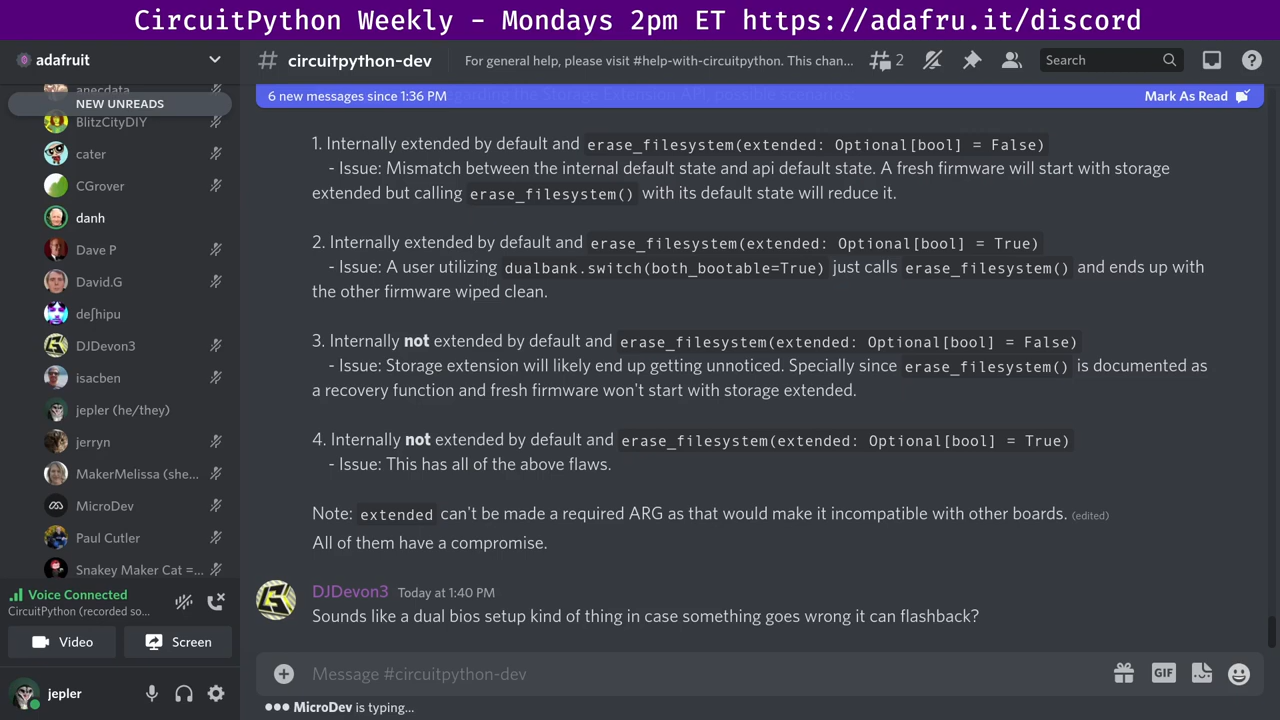 CircuitPython Weekly - Mondays 2pm ET https://adafru.it/discord
adafruit
# circuitpython-dev
For general help, please visit #help-with-circuitpython. This chan...
2
Search
anecdata
NEW UNREADS
BlitzCityDIY
cater
CGrover
danh
Dave P
David.G
deʃhipu
DJDevon3
isacben
jepler (he/they)
jerryn
MakerMelissa (she...
MicroDev
Paul Cutler
Snakey Maker Cat =...
Voice Connected
CircuitPython (recorded so...
Video
Screen
jepler
6 new messages since 1:36 PM
Mark As Read
regarding the Storage Extension API, possible scenarios:
1. Internally extended by default and erase_filesystem(extended: Optional[bool] = False)
- Issue: Mismatch between the internal default state and api default state. A fresh firmware will start with storage
extended but calling erase_filesystem() with its default state will reduce it.
2. Internally extended by default and erase_filesystem(extended: Optional[bool] = True)
- Issue: A user utilizing dualbank.switch(both_bootable=True) just calls erase_filesystem() and ends up with
the other firmware wiped clean.
3. Internally not extended by default and erase_filesystem(extended: Optional[bool] = False)
- Issue: Storage extension will likely end up getting unnoticed. Specially since erase_filesystem() is documented as
a recovery function and fresh firmware won't start with storage extended.
4. Internally not extended by default and erase_filesystem(extended: Optional[bool] = True)
- Issue: This has all of the above flaws.
Note: extended can't be made a required ARG as that would make it incompatible with other boards. (edited)
All of them have a compromise.
DJDevon3 Today at 1:40 PM
Sounds like a dual bios setup kind of thing in case something goes wrong it can flashback?
Message #circuitpython-dev
GIF
MicroDev is typing...